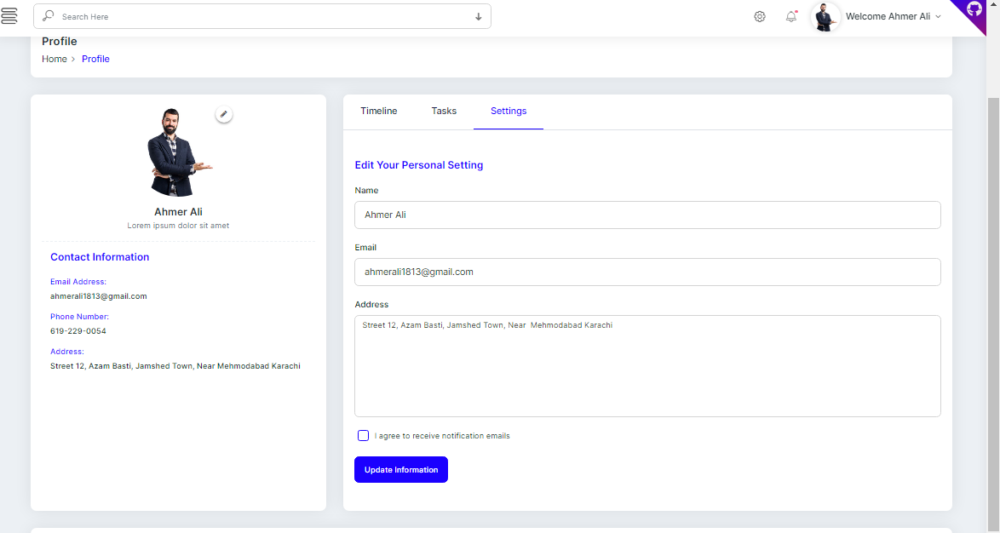 Search Here
Welcome Ahmer Ali
Profile
Home > Profile
Ahmer Ali
Lorem ipsum dolor sit amet
Contact Information
Email Address:
ahmerali1813@gmail.com
Phone Number:
619-229-0054
Address:
Street 12, Azam Basti, Jamshed Town, Near Mehmodabad Karachi
Timeline Tasks Settings
Edit Your Personal Setting
Name
Ahmer Ali
Email
ahmerali1813@gmail.com
Address
Street 12, Azam Basti, Jamshed Town, Near  Mehmodabad Karachi
I agree to receive notification emails
Update Information